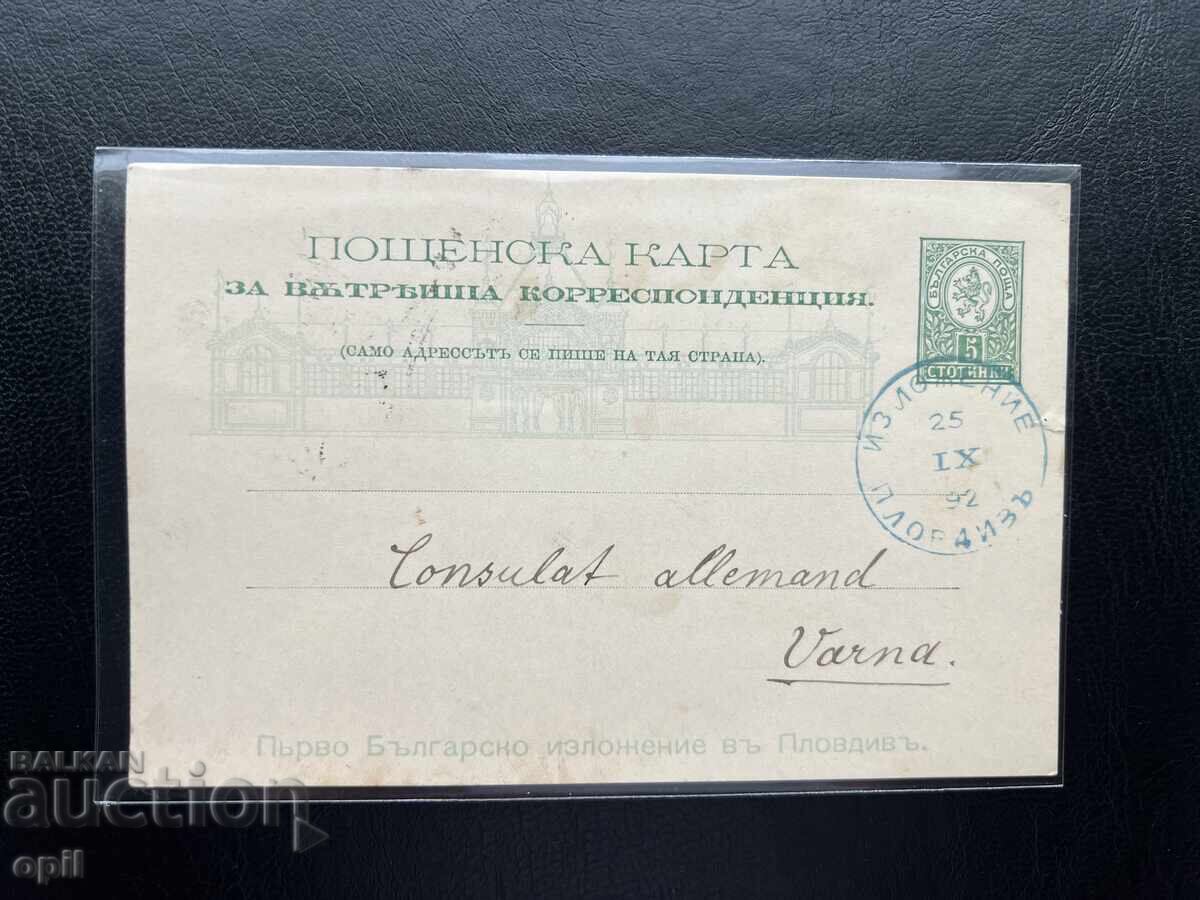 ПОЩЕНСКА КАРТА
ЗА ВѪТРѢШНА КОРРЕСПОНДЕНЦИЯ.
(САМО АДРЕССЪТЪ СЕ ПИШЕ НА ТАЯ СТРАНА).
БЪЛГАРСКА ПОЩА
5
СТОТИНКИ
ИЗЛОЖЕНИЕ
25
IX
92
ПЛОВДИВЪ
Consulat allemand
Varna.
Първо Българско изложение въ Пловдивъ.
BALKAN
auction
opil